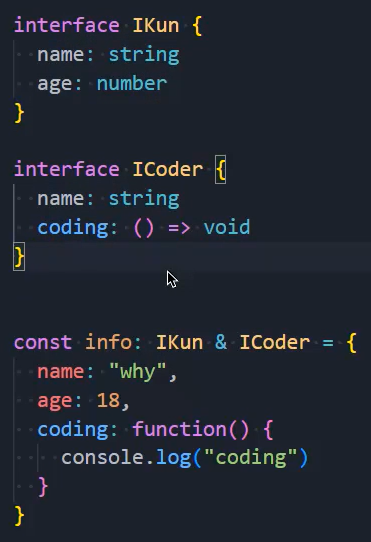 interface IKun {
  name: string
  age: number
}
interface ICoder {
  name: string
  coding: () => void
}
const info: IKun & ICoder = {
  name: "why",
  age: 18,
  coding: function() {
    console.log("coding")
  }
}